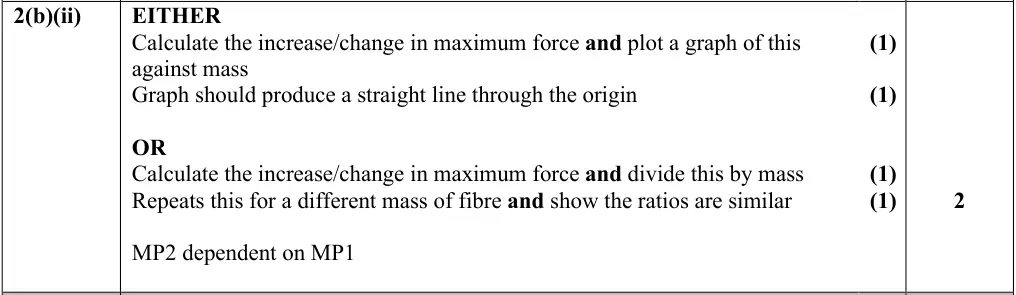 2(b)(ii) EITHER
Calculate the increase/change in maximum force and plot a graph of this (1)
against mass
Graph should produce a straight line through the origin (1)
OR
Calculate the increase/change in maximum force and divide this by mass (1)
Repeats this for a different mass of fibre and show the ratios are similar (1) 2
MP2 dependent on MP1